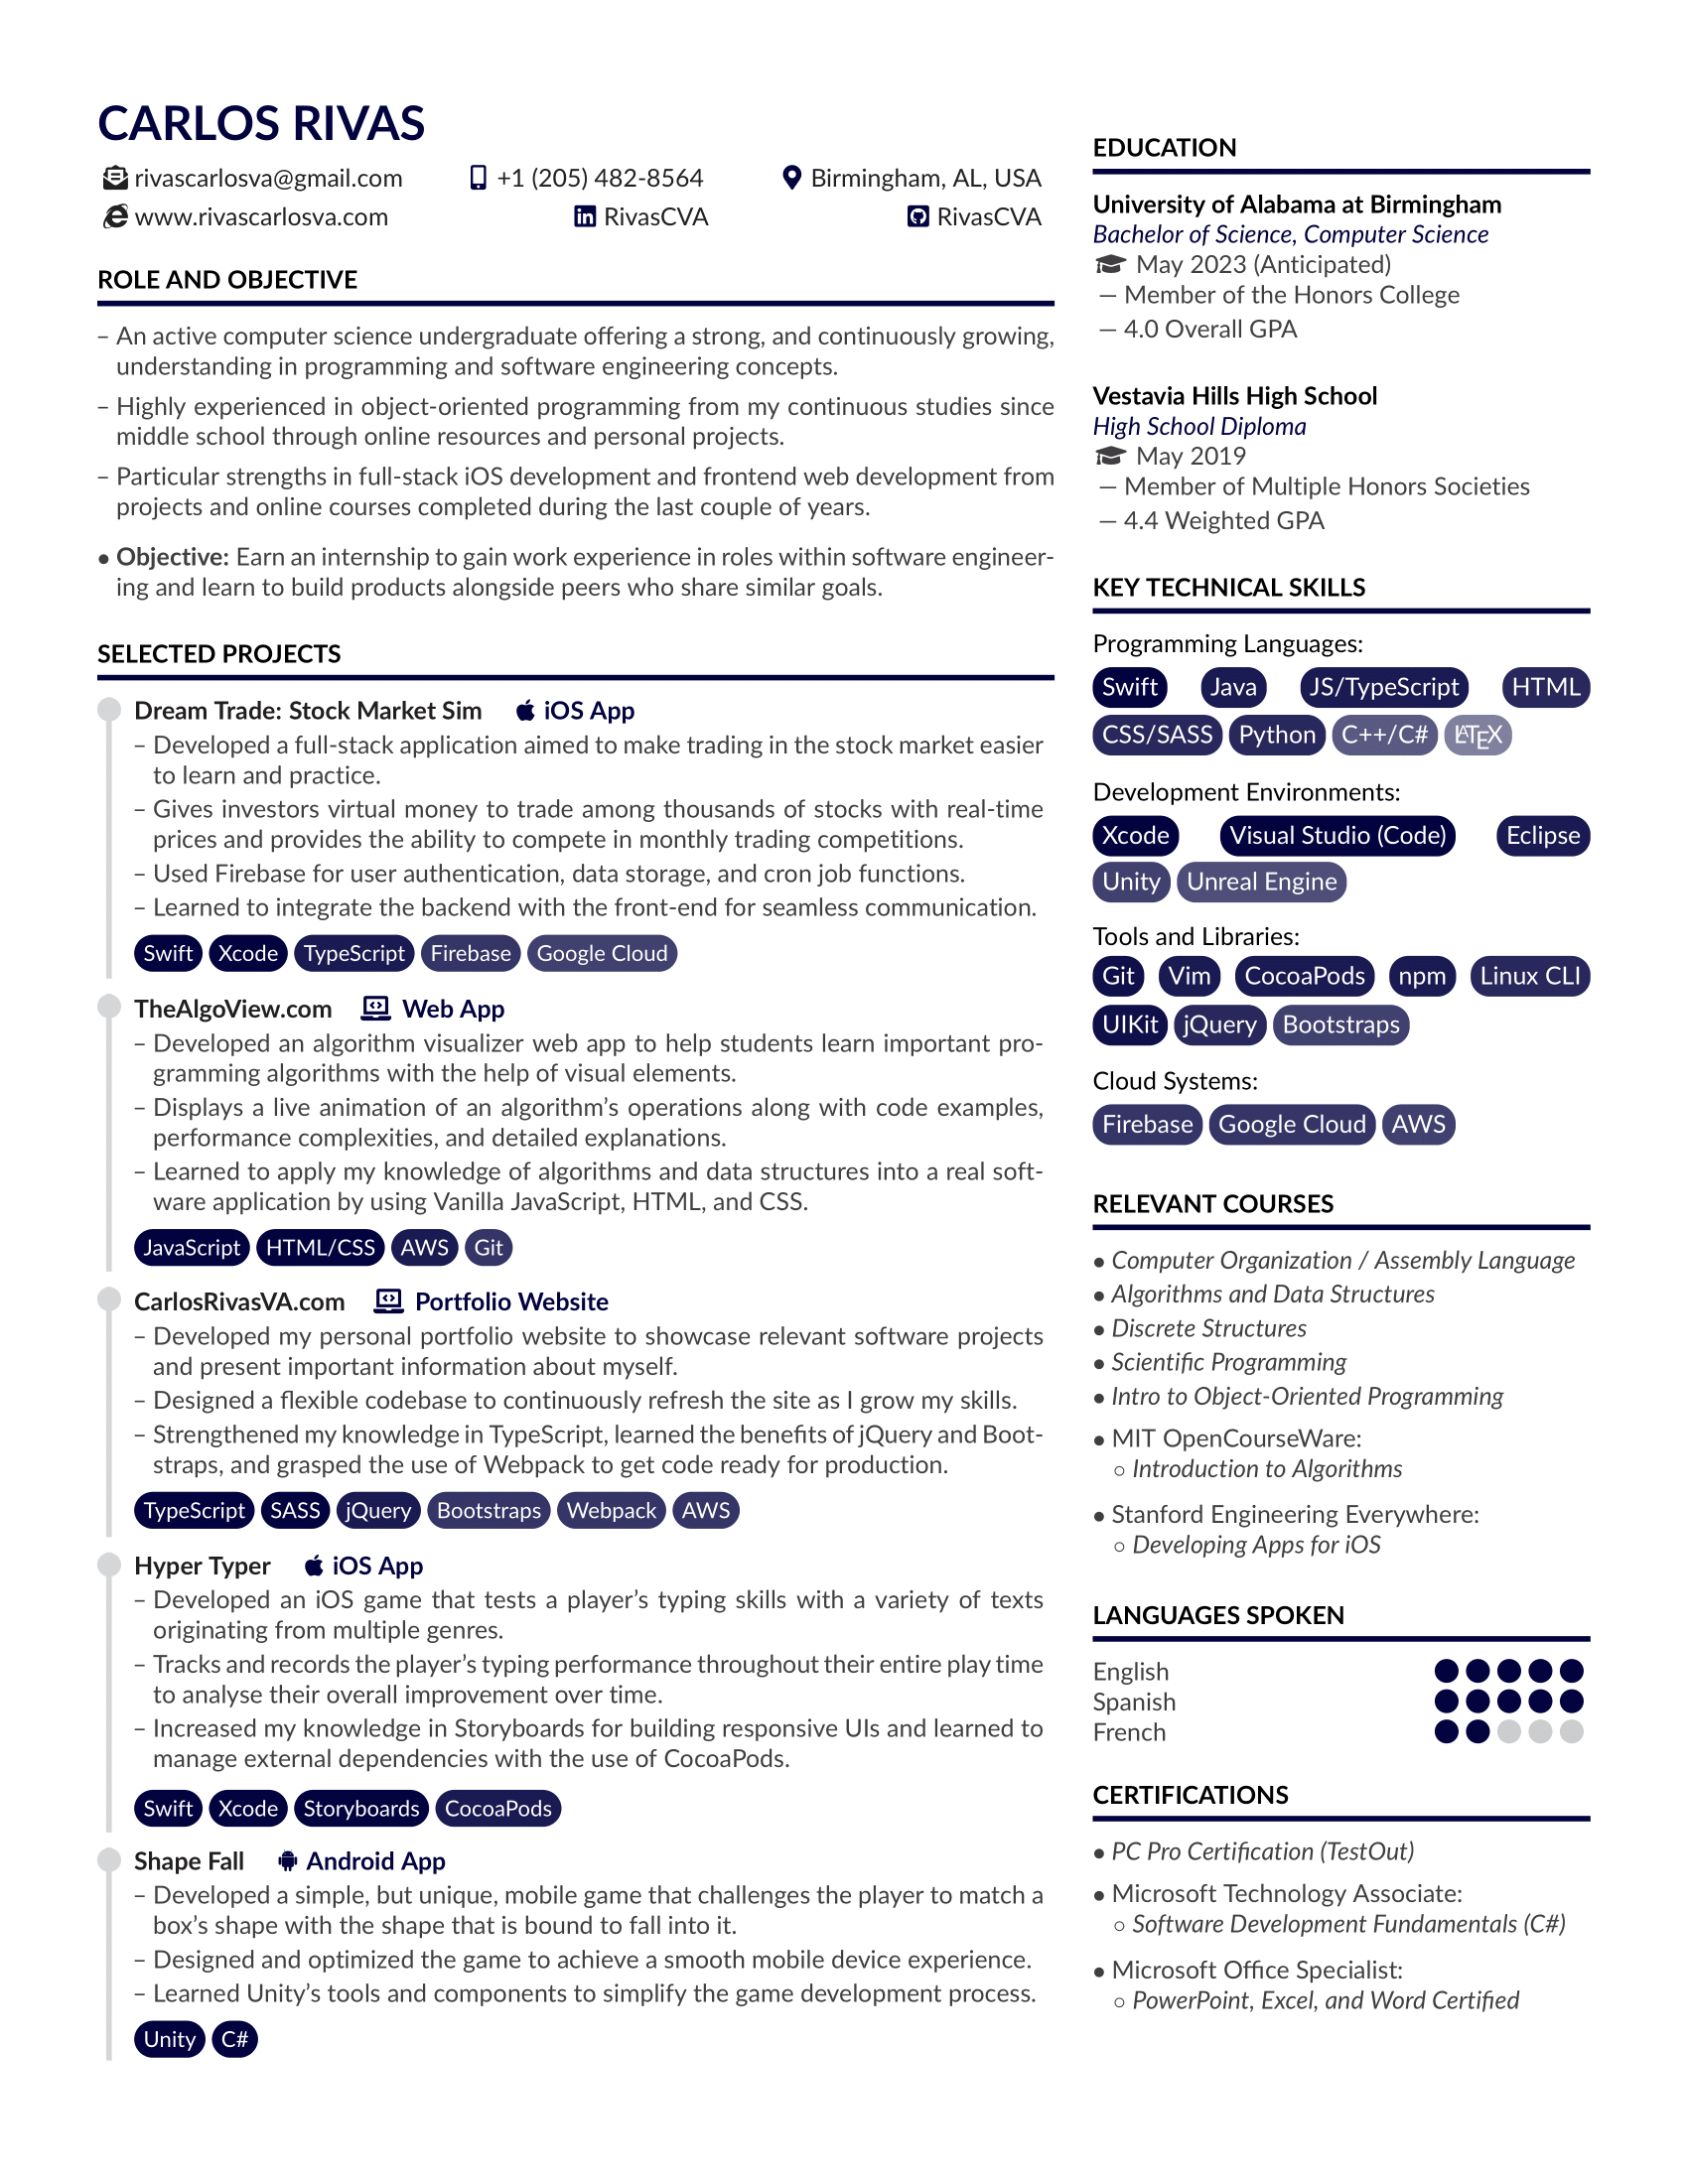 CARLOS RIVAS
rivascarlosva@gmail.com +1 (205) 482-8564 Birmingham, AL, USA
www.rivascarlosva.com RivasCVA RivasCVA
ROLE AND OBJECTIVE
– An active computer science undergraduate offering a strong, and continuously growing,
understanding in programming and software engineering concepts.
– Highly experienced in object-oriented programming from my continuous studies since
middle school through online resources and personal projects.
– Particular strengths in full-stack iOS development and frontend web development from
projects and online courses completed during the last couple of years.
• Objective: Earn an internship to gain work experience in roles within software engineer-
ing and learn to build products alongside peers who share similar goals.
SELECTED PROJECTS
Dream Trade: Stock Market Sim iOS App
– Developed a full-stack application aimed to make trading in the stock market easier
to learn and practice.
– Gives investors virtual money to trade among thousands of stocks with real-time
prices and provides the ability to compete in monthly trading competitions.
– Used Firebase for user authentication, data storage, and cron job functions.
– Learned to integrate the backend with the front-end for seamless communication.
Swift Xcode TypeScript Firebase Google Cloud
TheAlgoView.com Web App
– Developed an algorithm visualizer web app to help students learn important pro-
gramming algorithms with the help of visual elements.
– Displays a live animation of an algorithm's operations along with code examples,
performance complexities, and detailed explanations.
– Learned to apply my knowledge of algorithms and data structures into a real soft-
ware application by using Vanilla JavaScript, HTML, and CSS.
JavaScript HTML/CSS AWS Git
CarlosRivasVA.com Portfolio Website
– Developed my personal portfolio website to showcase relevant software projects
and present important information about myself.
– Designed a flexible codebase to continuously refresh the site as I grow my skills.
– Strengthened my knowledge in TypeScript, learned the benefits of jQuery and Boot-
straps, and grasped the use of Webpack to get code ready for production.
TypeScript SASS jQuery Bootstraps Webpack AWS
Hyper Typer iOS App
– Developed an iOS game that tests a player's typing skills with a variety of texts
originating from multiple genres.
– Tracks and records the player's typing performance throughout their entire play time
to analyse their overall improvement over time.
– Increased my knowledge in Storyboards for building responsive UIs and learned to
manage external dependencies with the use of CocoaPods.
Swift Xcode Storyboards CocoaPods
Shape Fall Android App
– Developed a simple, but unique, mobile game that challenges the player to match a
box's shape with the shape that is bound to fall into it.
– Designed and optimized the game to achieve a smooth mobile device experience.
– Learned Unity's tools and components to simplify the game development process.
Unity C#
EDUCATION
University of Alabama at Birmingham
Bachelor of Science, Computer Science
May 2023 (Anticipated)
— Member of the Honors College
— 4.0 Overall GPA
Vestavia Hills High School
High School Diploma
May 2019
— Member of Multiple Honors Societies
— 4.4 Weighted GPA
KEY TECHNICAL SKILLS
Programming Languages:
Swift Java JS/TypeScript HTML
CSS/SASS Python C++/C# LATEX
Development Environments:
Xcode Visual Studio (Code) Eclipse
Unity Unreal Engine
Tools and Libraries:
Git Vim CocoaPods npm Linux CLI
UIKit jQuery Bootstraps
Cloud Systems:
Firebase Google Cloud AWS
RELEVANT COURSES
• Computer Organization / Assembly Language
• Algorithms and Data Structures
• Discrete Structures
• Scientific Programming
• Intro to Object-Oriented Programming
• MIT OpenCourseWare:
○ Introduction to Algorithms
• Stanford Engineering Everywhere:
○ Developing Apps for iOS
LANGUAGES SPOKEN
English
Spanish
French
CERTIFICATIONS
• PC Pro Certification (TestOut)
• Microsoft Technology Associate:
○ Software Development Fundamentals (C#)
• Microsoft Office Specialist:
○ PowerPoint, Excel, and Word Certified